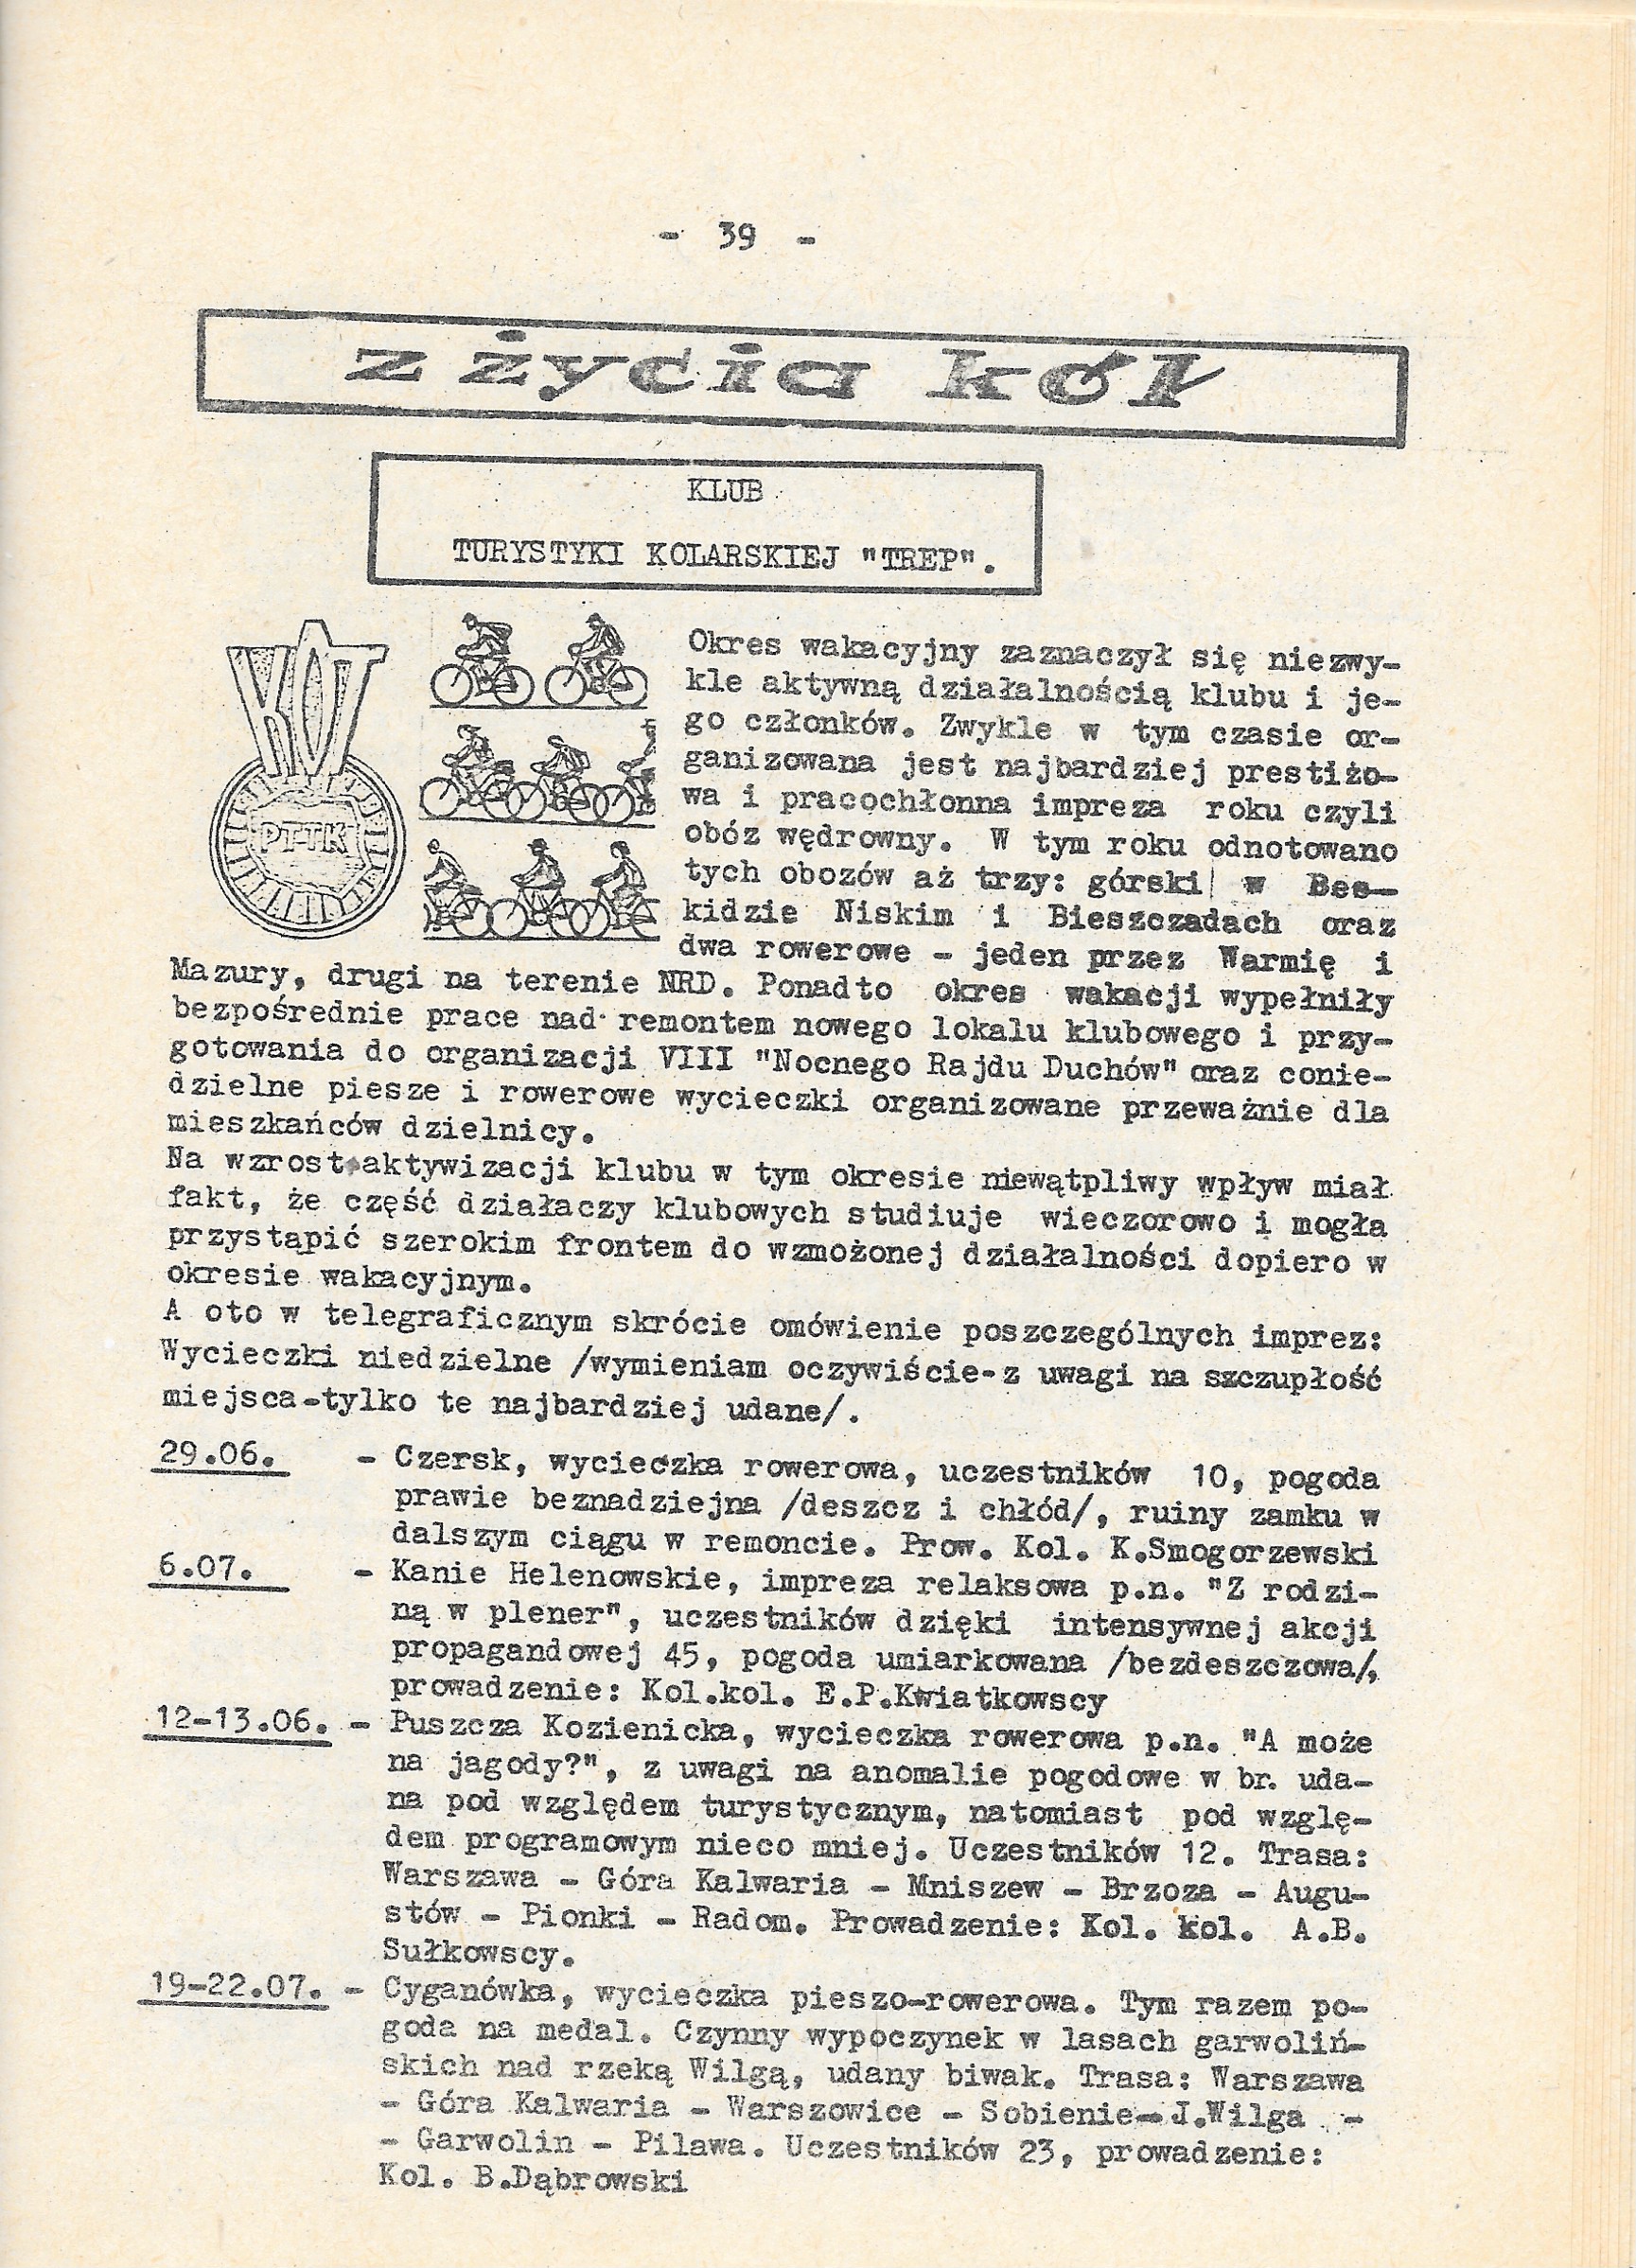 - 39 -
z życia kół
KLUB
TURYSTYKI KOLARSKIEJ "TREP".
KOT
PTTK
Okres wakacyjny zaznaczył się niezwy-
kle aktywną działalnością klubu i je-
go członków. Zwykle w tym czasie or-
ganizowana jest najbardziej prestiżo-
wa i pracochłonna impreza roku czyli
obóz wędrowny. W tym roku odnotowano
tych obozów aż trzy: górski w Bes-
kidzie Niskim i Bieszczadach oraz
dwa rowerowe - jeden przez Warmię i
Mazury, drugi na terenie NRD. Ponadto okres wakacji wypełniły
bezpośrednie prace nad remontem nowego lokalu klubowego i przy-
gotowania do organizacji VIII "Nocnego Rajdu Duchów" oraz conie-
dzielne piesze i rowerowe wycieczki organizowane przeważnie dla
mieszkańców dzielnicy.
Na wzrost aktywizacji klubu w tym okresie niewątpliwy wpływ miał
fakt, że część działaczy klubowych studiuje wieczorowo i mogła
przystąpić szerokim frontem do wzmożonej działalności dopiero w
okresie wakacyjnym.
A oto w telegraficznym skrócie omówienie poszczególnych imprez:
Wycieczki niedzielne /wymieniam oczywiście-z uwagi na szczupłość
miejsca-tylko te najbardziej udane/.
29.06. - Czersk, wycieczka rowerowa, uczestników 10, pogoda
prawie beznadziejna /deszcz i chłód/, ruiny zamku w
dalszym ciągu w remoncie. Prow. Kol. K.Smogorzewski
6.07. - Kanie Helenowskie, impreza relaksowa p.n. "Z rodzi-
ną w plener", uczestników dzięki intensywnej akcji
propagandowej 45, pogoda umiarkowana /bezdeszczowa/,
prowadzenie: Kol.kol. E.P.Kwiatkowscy
12-13.06. - Puszcza Kozienicka, wycieczka rowerowa p.n. "A może
na jagody?", z uwagi na anomalie pogodowe w br. uda-
na pod względem turystycznym, natomiast pod wzglę-
dem programowym nieco mniej. Uczestników 12. Trasa:
Warszawa - Góra Kalwaria - Mniszew - Brzoza - Augu-
stów - Pionki - Radom. Prowadzenie: Kol. kol. A.B.
Sułkowscy.
19-22.07. - Cyganówka, wycieczka pieszo-rowerowa. Tym razem po-
goda na medal. Czynny wypoczynek w lasach garwoliń-
skich nad rzeką Wilgą, udany biwak. Trasa: Warszawa
- Góra Kalwaria - Warszowice - Sobienie-J.Wilga -
- Garwolin - Pilawa. Uczestników 23, prowadzenie:
Kol. B.Dąbrowski